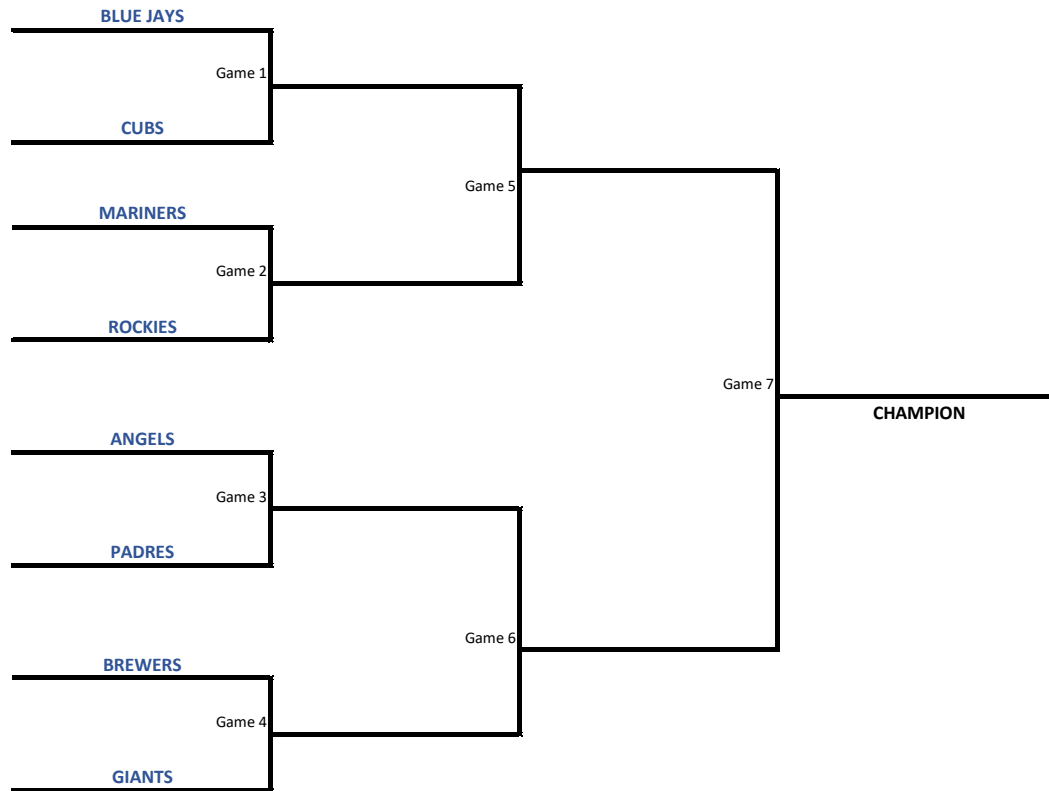 BLUE JAYS
Game 1
CUBS
Game 5
MARINERS
Game 2
ROCKIES
Game 7
CHAMPION
ANGELS
Game 3
PADRES
Game 6
BREWERS
Game 4
GIANTS